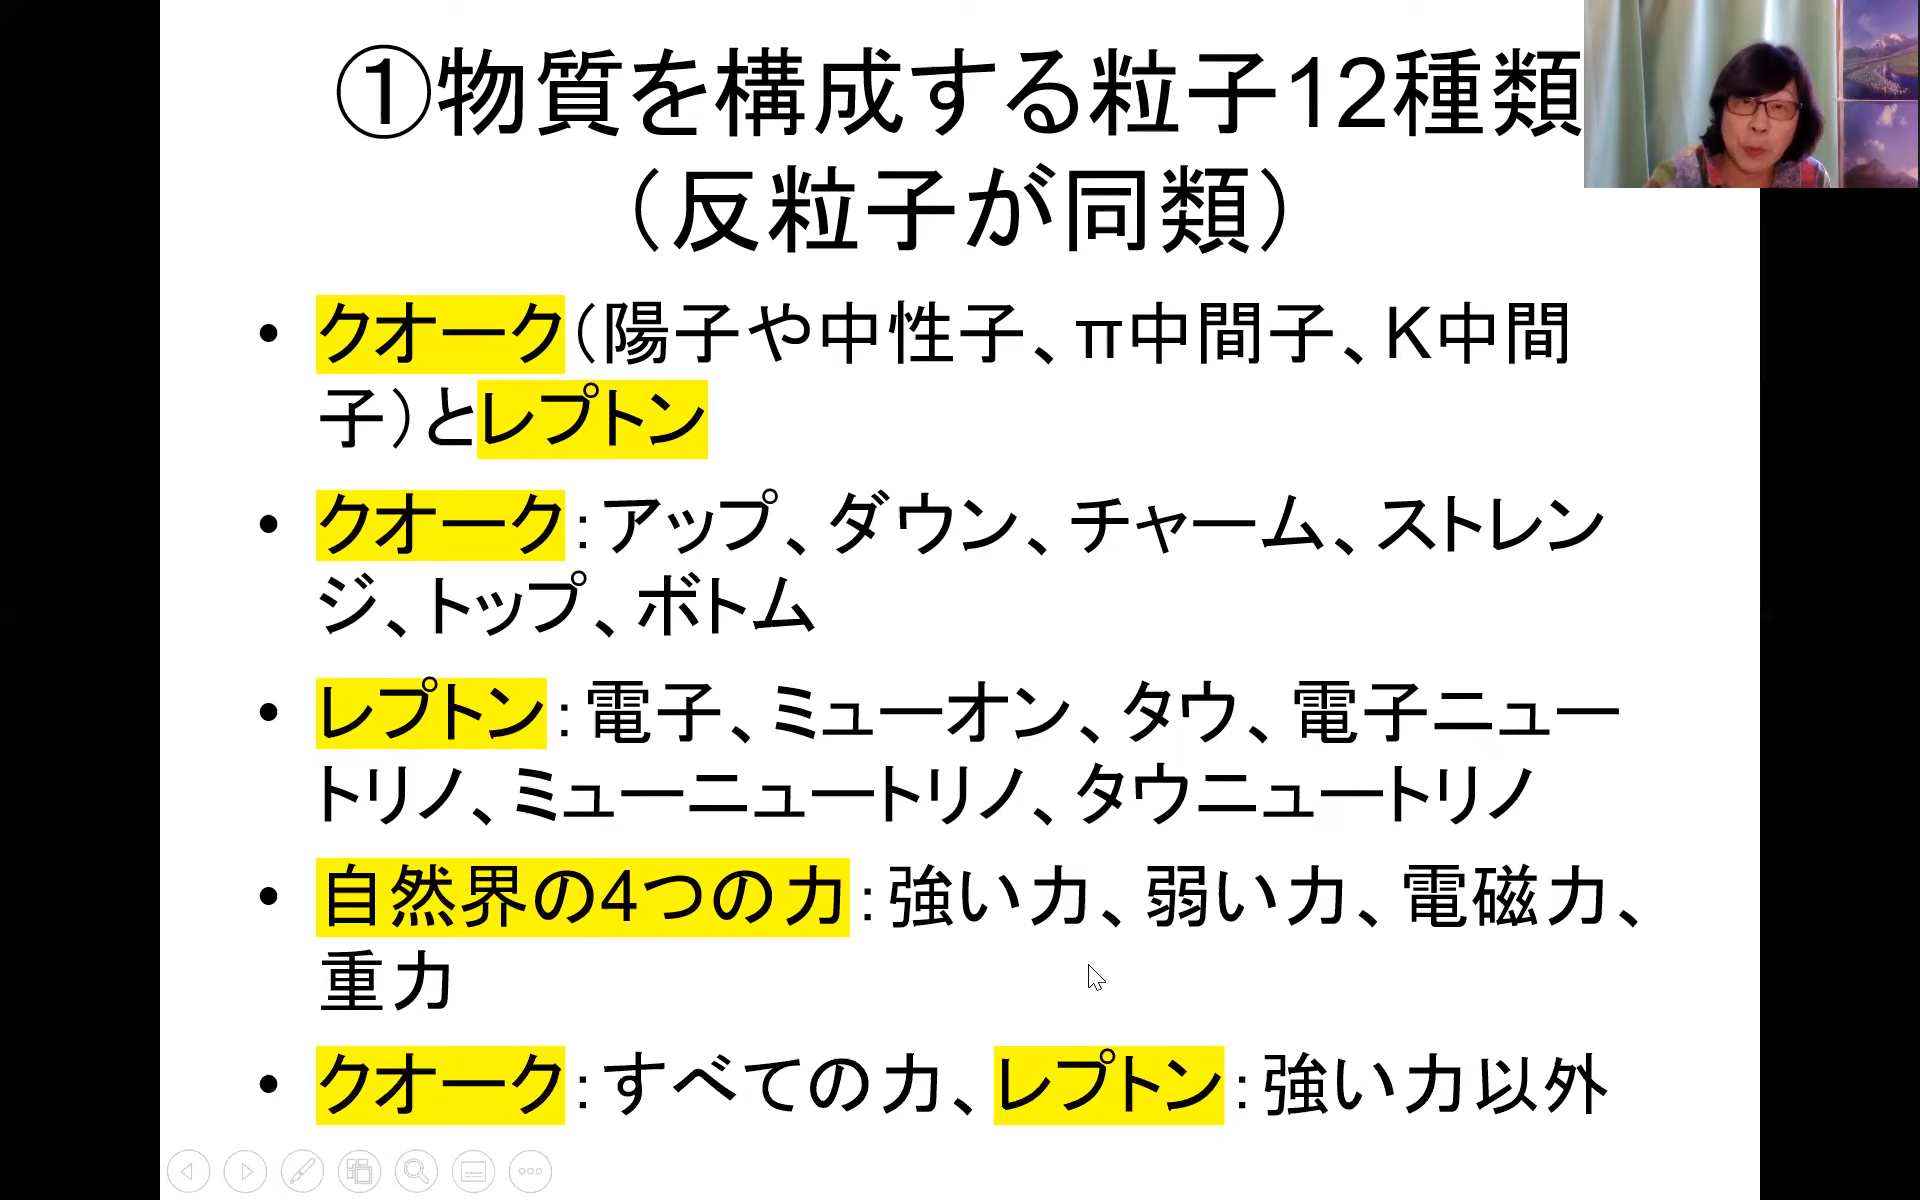 ①物質を構成する粒子12種類
（反粒子が同類）
• クオーク（陽子や中性子、π中間子、K中間
子）とレプトン
• クオーク：アップ、ダウン、チャーム、ストレン
ジ、トップ、ボトム
• レプトン：電子、ミューオン、タウ、電子ニュー
トリノ、ミューニュートリノ、タウニュートリノ
• 自然界の4つの力：強い力、弱い力、電磁力、
重力
• クオーク：すべての力、レプトン：強い力以外